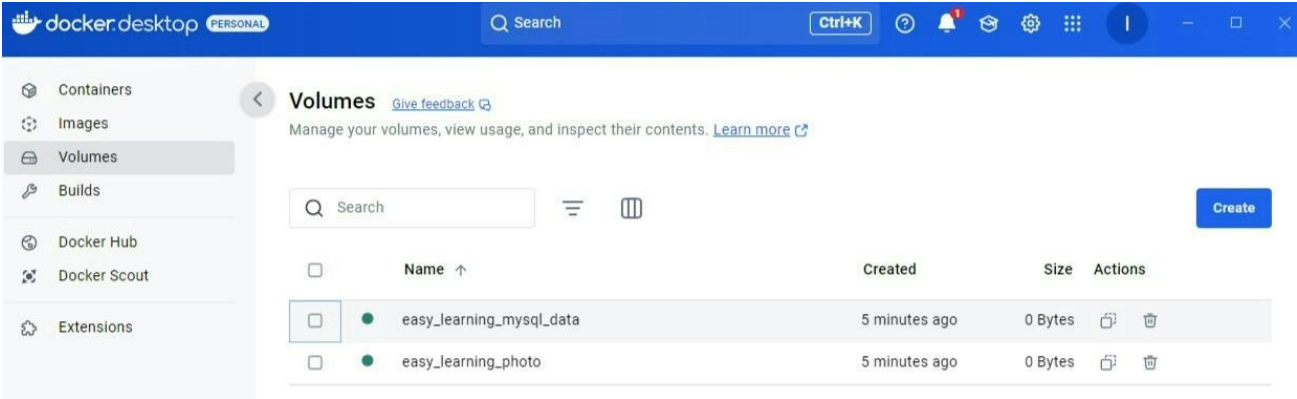 docker.desktop PERSONAL Search Ctrl+K 1 I
Containers
Images
Volumes
Builds
Docker Hub
Docker Scout
Extensions
Volumes Give feedback
Manage your volumes, view usage, and inspect their contents. Learn more
Search Create
Name Created Size Actions
easy_learning_mysql_data 5 minutes ago 0 Bytes
easy_learning_photo 5 minutes ago 0 Bytes